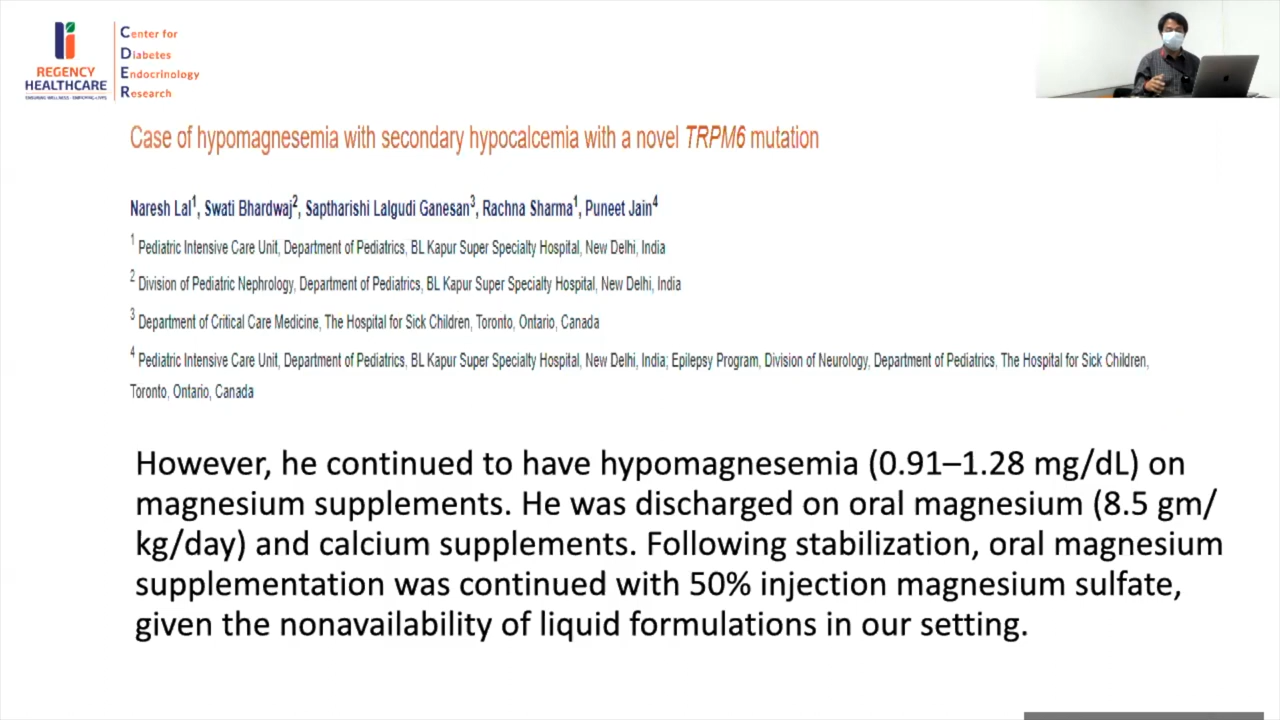 REGENCY
HEALTHCARE
Center for
Diabetes
Endocrinology
Research
Case of hypomagnesemia with secondary hypocalcemia with a novel TRPM6 mutation
Naresh Lal1, Swati Bhardwaj2, Saptharishi Lalgudi Ganesan3, Rachna Sharma1, Puneet Jain4
1 Pediatric Intensive Care Unit, Department of Pediatrics, BL Kapur Super Specialty Hospital, New Delhi, India
2 Division of Pediatric Nephrology, Department of Pediatrics, BL Kapur Super Specialty Hospital, New Delhi, India
3 Department of Critical Care Medicine, The Hospital for Sick Children, Toronto, Ontario, Canada
4 Pediatric Intensive Care Unit, Department of Pediatrics, BL Kapur Super Specialty Hospital, New Delhi, India; Epilepsy Program, Division of Neurology, Department of Pediatrics, The Hospital for Sick Children,
Toronto, Ontario, Canada
However, he continued to have hypomagnesemia (0.91–1.28 mg/dL) on
magnesium supplements. He was discharged on oral magnesium (8.5 gm/
kg/day) and calcium supplements. Following stabilization, oral magnesium
supplementation was continued with 50% injection magnesium sulfate,
given the nonavailability of liquid formulations in our setting.